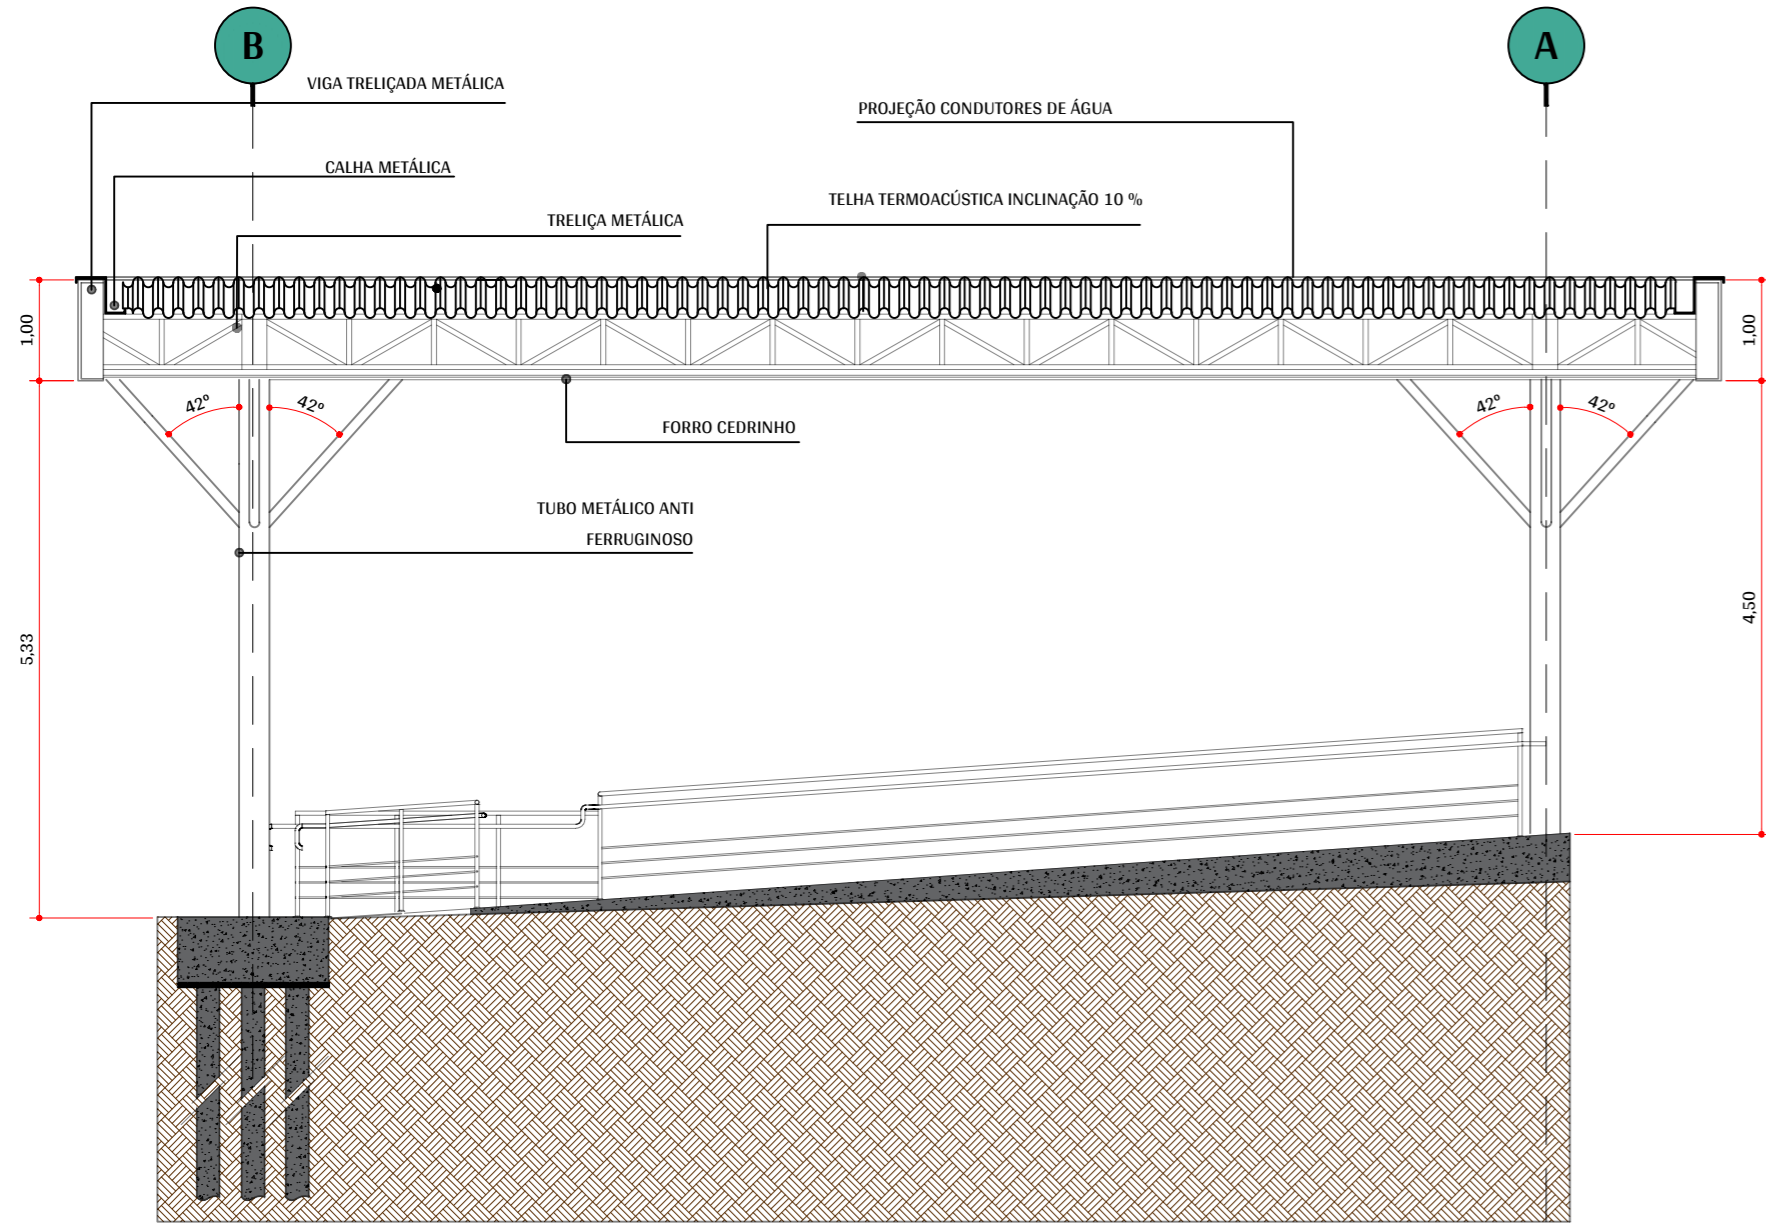 B
A
VIGA TRELIÇADA METÁLICA
PROJEÇÃO CONDUTORES DE ÁGUA
CALHA METÁLICA
TELHA TERMOACÚSTICA INCLINAÇÃO 10 %
TRELIÇA METÁLICA
1,00
1,00
42º
42º
42º
42º
FORRO CEDRINHO
TUBO METÁLICO ANTI
FERRUGINOSO
5,33
4,50